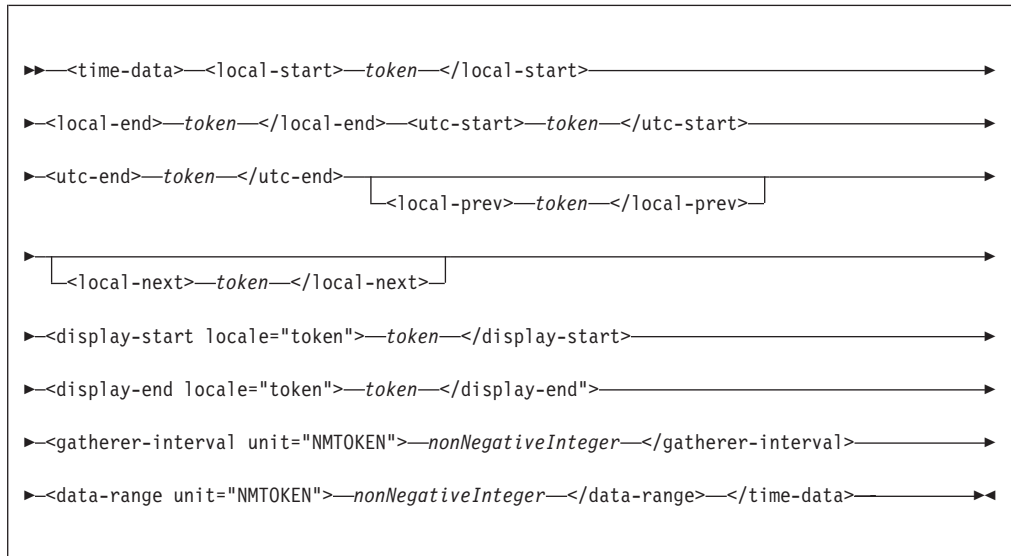 <time-data> <local-start> token </local-start>
<local-end> token </local-end> <utc-start> token </utc-start>
<utc-end> token </utc-end>
<local-prev> token </local-prev>
<local-next> token </local-next>
<display-start locale="token"> token </display-start>
<display-end locale="token"> token </display-end">
<gatherer-interval unit="NMTOKEN"> nonNegativeInteger </gatherer-interval>
<data-range unit="NMTOKEN"> nonNegativeInteger </data-range> </time-data>